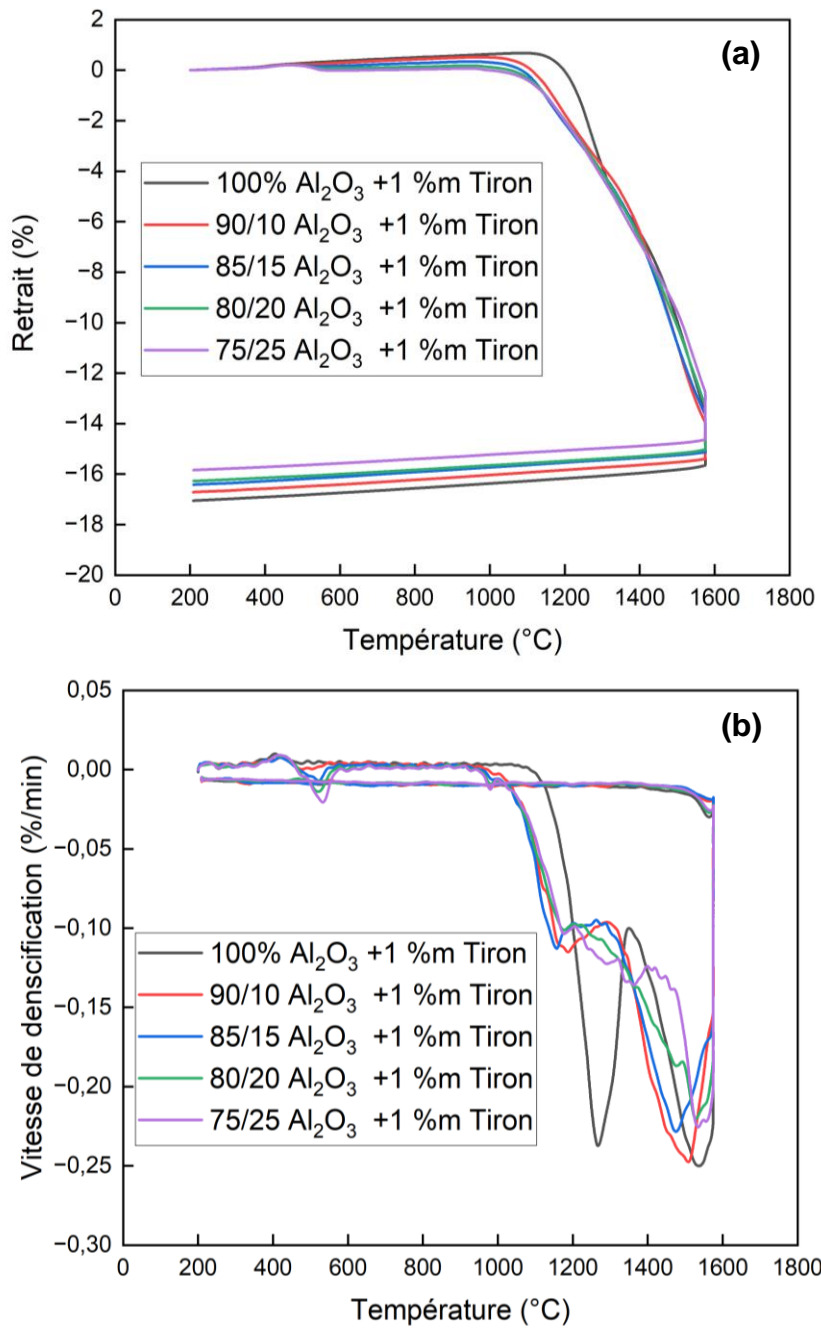 (a)
2
0
−2
−4
−6
−8
−10
−12
−14
−16
−18
−20
Retrait (%)
100% Al₂O₃ +1 %m Tiron
90/10 Al₂O₃ +1 %m Tiron
85/15 Al₂O₃ +1 %m Tiron
80/20 Al₂O₃ +1 %m Tiron
75/25 Al₂O₃ +1 %m Tiron
0 200 400 600 800 1000 1200 1400 1600 1800
Température (°C)
(b)
0,05
0,00
−0,05
−0,10
−0,15
−0,20
−0,25
−0,30
Vitesse de denscification (%/min)
100% Al₂O₃ +1 %m Tiron
90/10 Al₂O₃ +1 %m Tiron
85/15 Al₂O₃ +1 %m Tiron
80/20 Al₂O₃ +1 %m Tiron
75/25 Al₂O₃ +1 %m Tiron
0 200 400 600 800 1000 1200 1400 1600 1800
Température (°C)